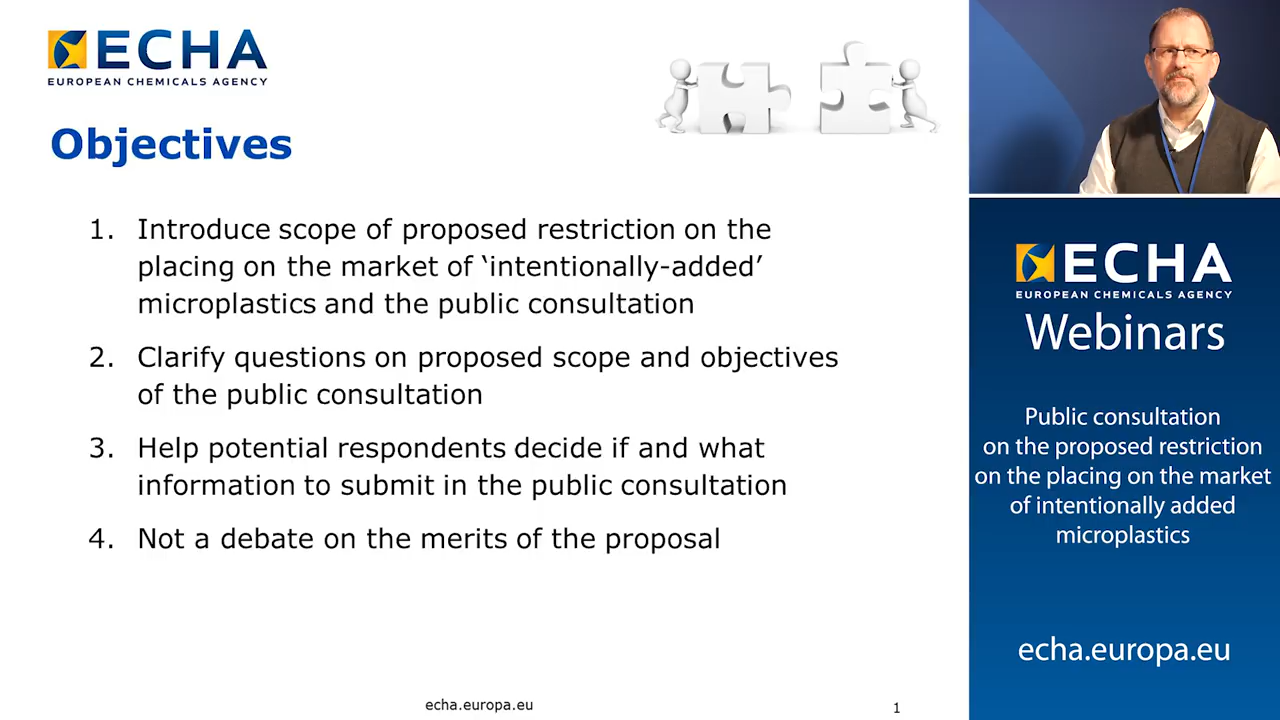 ECHA
EUROPEAN CHEMICALS AGENCY
Objectives
1. Introduce scope of proposed restriction on the
placing on the market of ‘intentionally-added’
microplastics and the public consultation
2. Clarify questions on proposed scope and objectives
of the public consultation
3. Help potential respondents decide if and what
information to submit in the public consultation
4. Not a debate on the merits of the proposal
echa.europa.eu
1
ECHA
EUROPEAN CHEMICALS AGENCY
Webinars
Public consultation
on the proposed restriction
on the placing on the market
of intentionally added
microplastics
echa.europa.eu